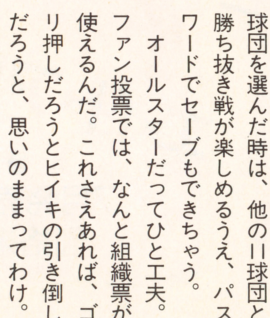 球団を選んだ時は、他の11球団と
勝ち抜き戦が楽しめるうえ、パス
ワードでセーブもできちゃう。
オールスターだってひと工夫。
ファン投票では、なんと組織票が
使えるんだ。これさえあれば、ゴ
リ押しだろうとヒイキの引き倒し
だろうと、思いのままってわけ。